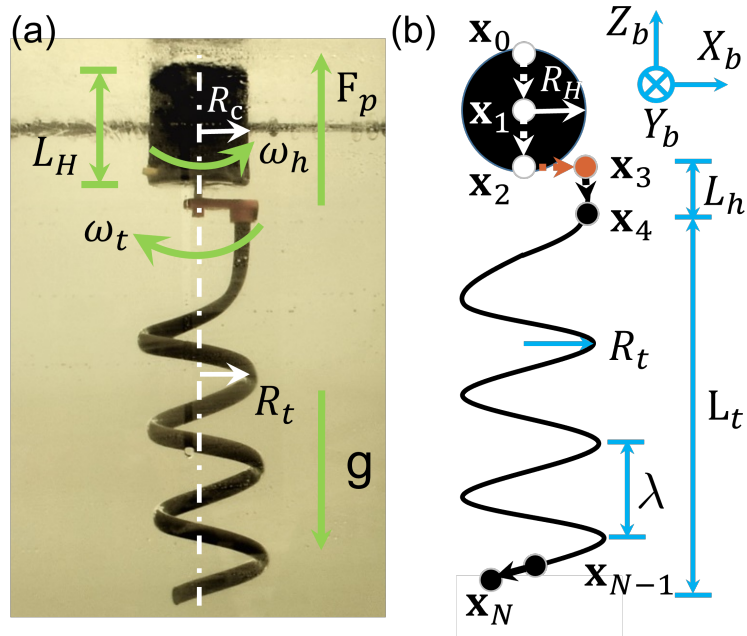 (a)
R_c
F_p
L_H
ω_h
ω_t
R_t
g
(b)
x_0
Z_b
X_b
R_H
x_1
Y_b
x_2
x_3
L_h
x_4
R_t
L_t
λ
x_{N−1}
x_N